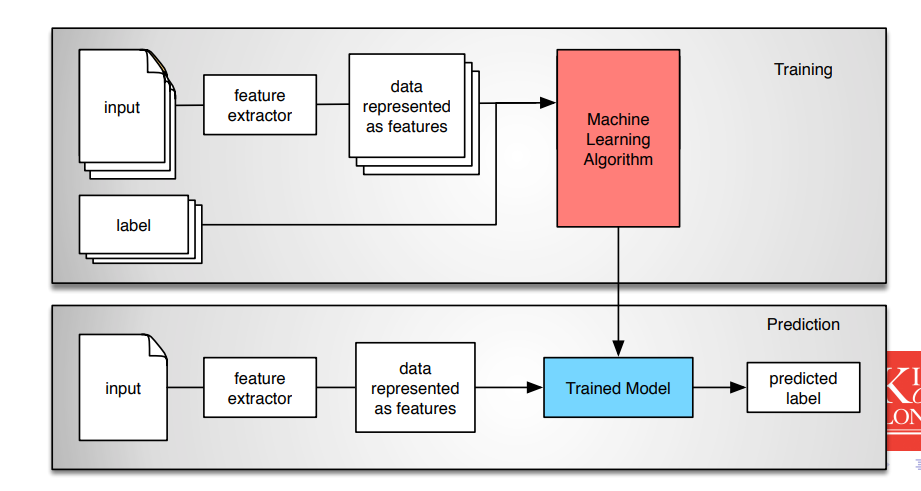 Training
input
feature
extractor
data
represented
as features
Machine
Learning
Algorithm
label
Prediction
input
feature
extractor
data
represented
as features
Trained Model
predicted
label